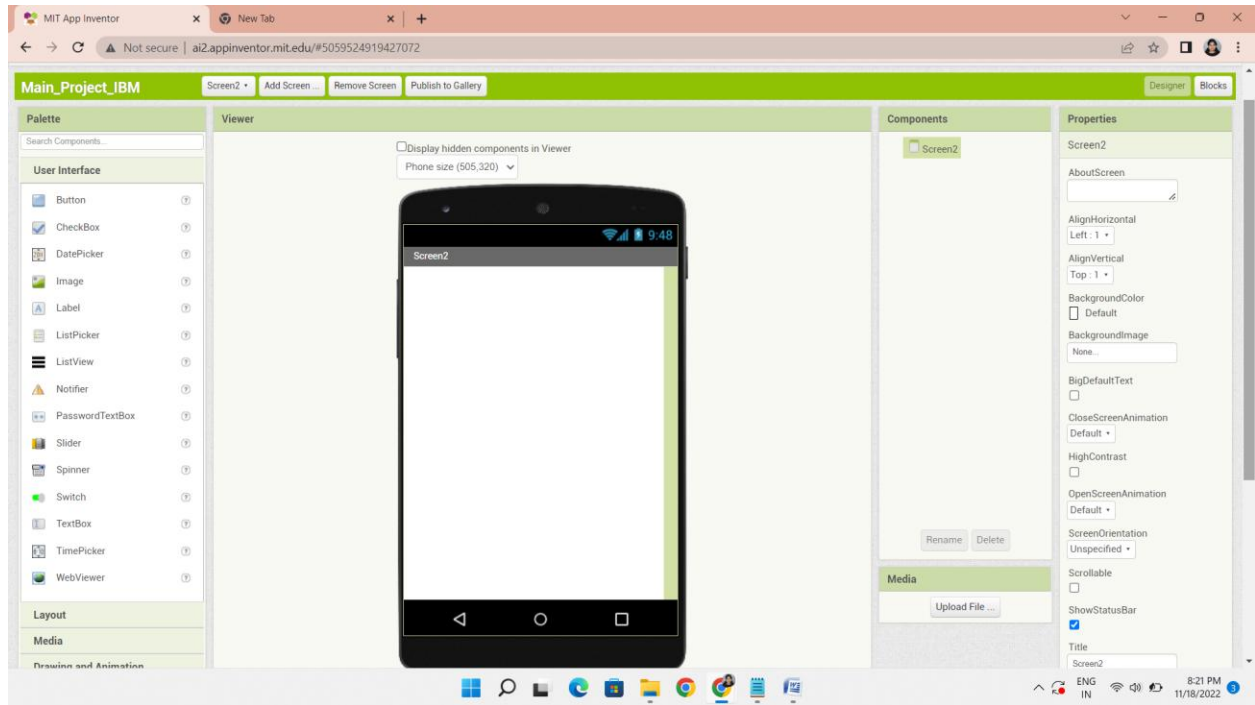 MIT App Inventor
New Tab
Not secure | ai2.appinventor.mit.edu/#5059524919427072
Main_Project_IBM
Screen2
Add Screen ...
Remove Screen
Publish to Gallery
Designer
Blocks
Palette
Search Components...
User Interface
Button
CheckBox
DatePicker
Image
Label
ListPicker
ListView
Notifier
PasswordTextBox
Slider
Spinner
Switch
TextBox
TimePicker
WebViewer
Layout
Media
Drawing and Animation
Viewer
Display hidden components in Viewer
Phone size (505,320)
9:48
Screen2
Components
Screen2
Rename
Delete
Media
Upload File ...
Properties
Screen2
AboutScreen
AlignHorizontal
Left : 1
AlignVertical
Top : 1
BackgroundColor
Default
BackgroundImage
None...
BigDefaultText
CloseScreenAnimation
Default
HighContrast
OpenScreenAnimation
Default
ScreenOrientation
Unspecified
Scrollable
ShowStatusBar
Title
Screen2
ENG
IN
8:21 PM
11/18/2022
3